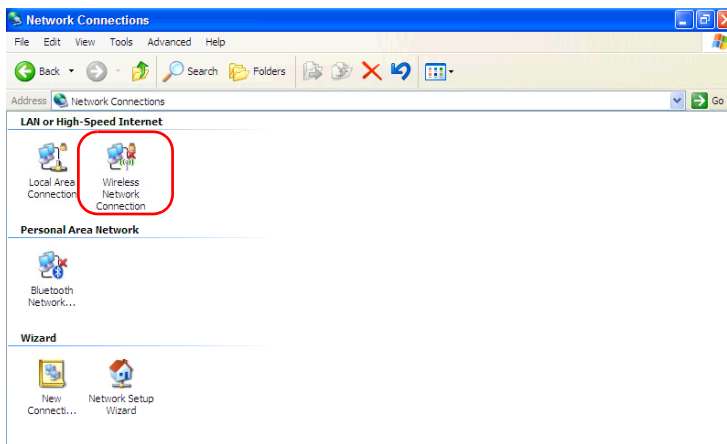 Network Connections
File Edit View Tools Advanced Help
Back Search Folders
Address Network Connections Go
LAN or High-Speed Internet
Local Area Connection
Wireless Network Connection
Personal Area Network
Bluetooth Network...
Wizard
New Connecti...
Network Setup Wizard